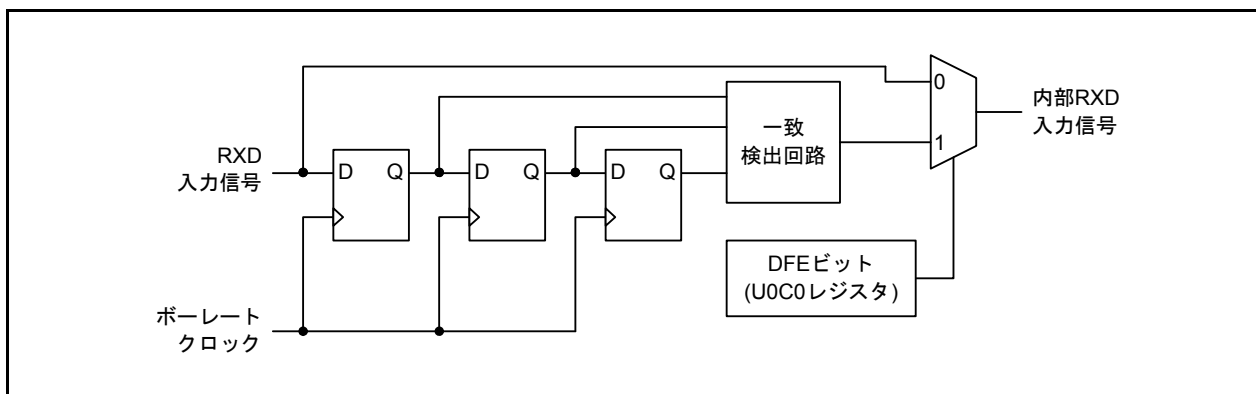 RXD
入力信号
D Q
D Q
D Q
一致
検出回路
0
1
内部RXD
入力信号
DFEビット
(U0C0レジスタ)
ボーレート
クロック